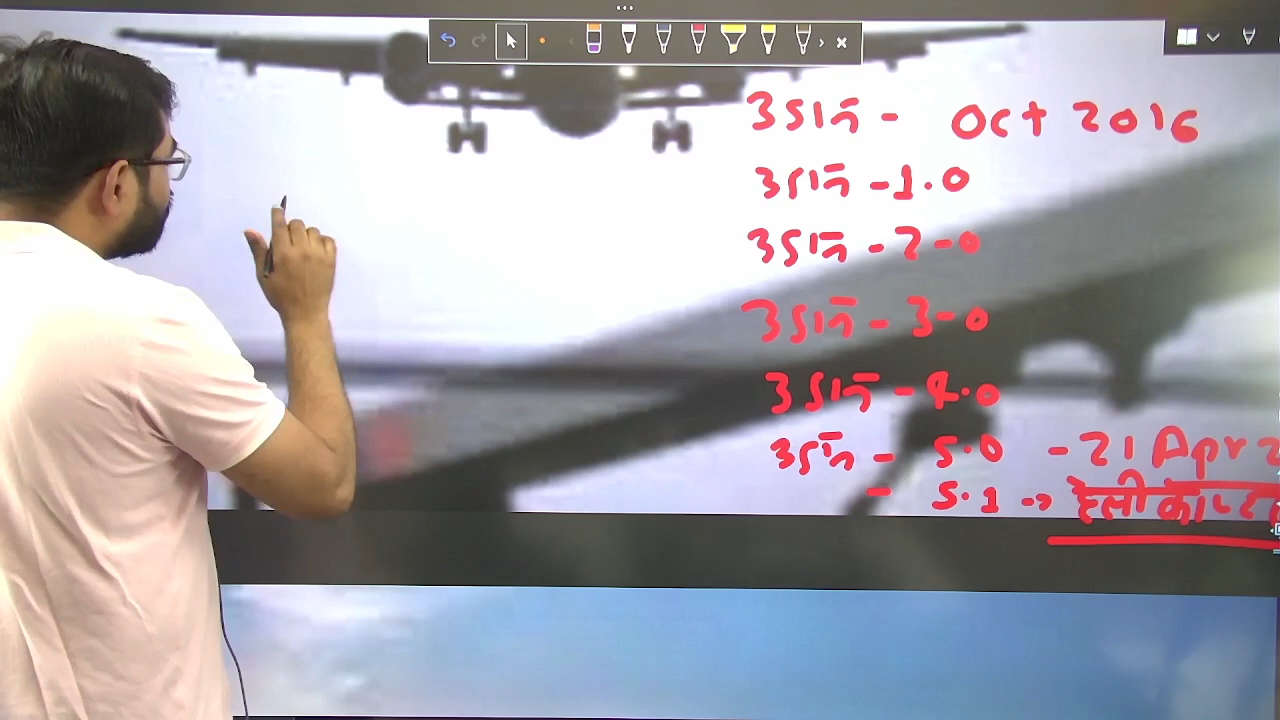 उड़ान - Oct 2016
उड़ान - 1.0
उड़ान - 2-0
उड़ान - 3-0
उड़ान - 4.0
उड़ान - 5.0 - 21 Apr 2
- 5.1 → हेलीकाप्ट